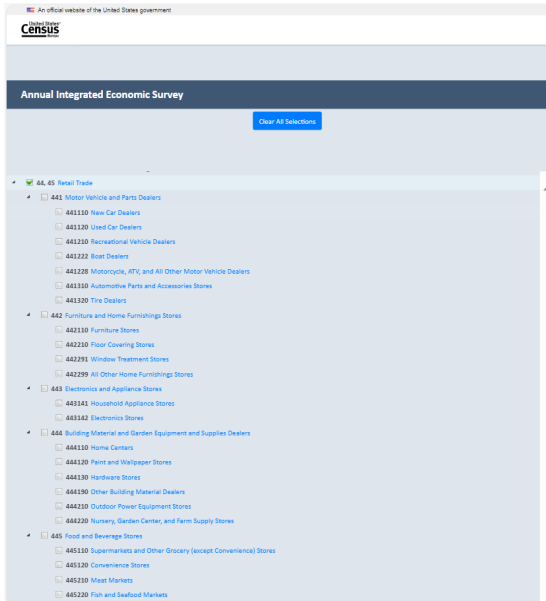 An official website of the United States government
United States®
Census
Bureau
Annual Integrated Economic Survey
Clear All Selections
44, 45 Retail Trade
441 Motor Vehicle and Parts Dealers
441110 New Car Dealers
441120 Used Car Dealers
441210 Recreational Vehicle Dealers
441222 Boat Dealers
441228 Motorcycle, ATV, and All Other Motor Vehicle Dealers
441310 Automotive Parts and Accessories Stores
441320 Tire Dealers
442 Furniture and Home Furnishings Stores
442110 Furniture Stores
442210 Floor Covering Stores
442291 Window Treatment Stores
442299 All Other Home Furnishings Stores
443 Electronics and Appliance Stores
443141 Household Appliance Stores
443142 Electronics Stores
444 Building Material and Garden Equipment and Supplies Dealers
444110 Home Centers
444120 Paint and Wallpaper Stores
444130 Hardware Stores
444190 Other Building Material Dealers
444210 Outdoor Power Equipment Stores
444220 Nursery, Garden Center, and Farm Supply Stores
445 Food and Beverage Stores
445110 Supermarkets and Other Grocery (except Convenience) Stores
445120 Convenience Stores
445210 Meat Markets
445220 Fish and Seafood Markets